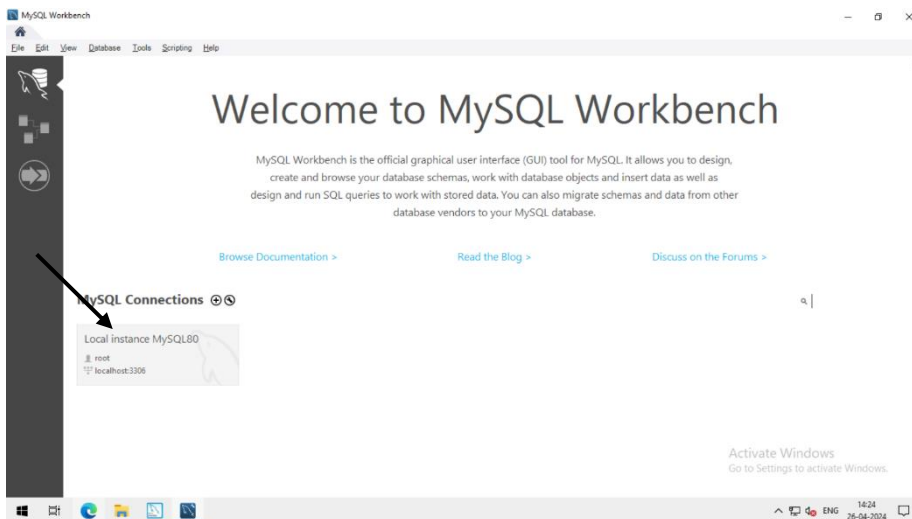 MySQL Workbench
File Edit View Database Tools Scripting Help
Welcome to MySQL Workbench
MySQL Workbench is the official graphical user interface (GUI) tool for MySQL. It allows you to design,
create and browse your database schemas, work with database objects and insert data as well as
design and run SQL queries to work with stored data. You can also migrate schemas and data from other
database vendors to your MySQL database.
Browse Documentation > Read the Blog > Discuss on the Forums >
MySQL Connections
Local instance MySQL80
root
localhost:3306
Activate Windows
Go to Settings to activate Windows.
ENG 14:24
26-04-2024